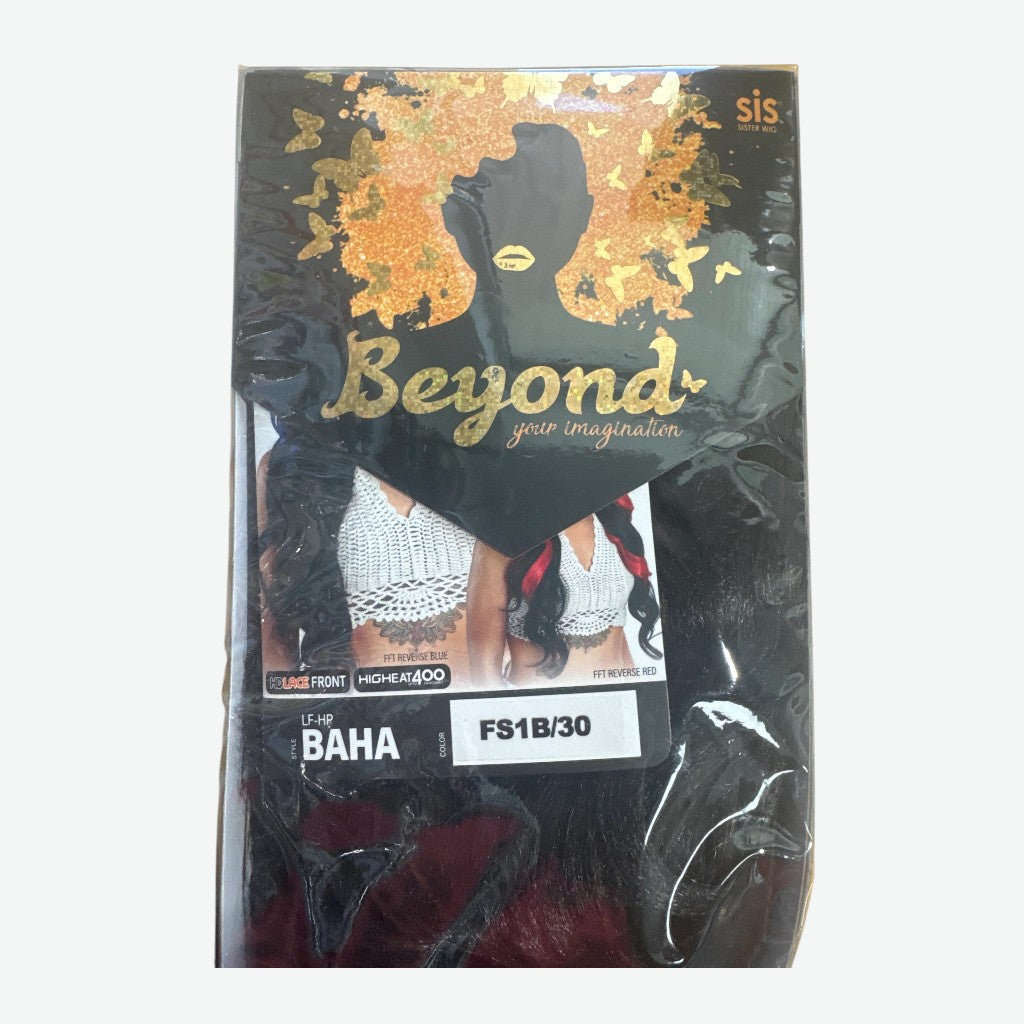 sis
SISTER WIG
Beyond
your imagination
FFT REVERSE BLUE
FFT REVERSE RED
HD LACE FRONT
HIGHEAT400
STYLE
LF-HP
BAHA
COLOR
FS1B/30